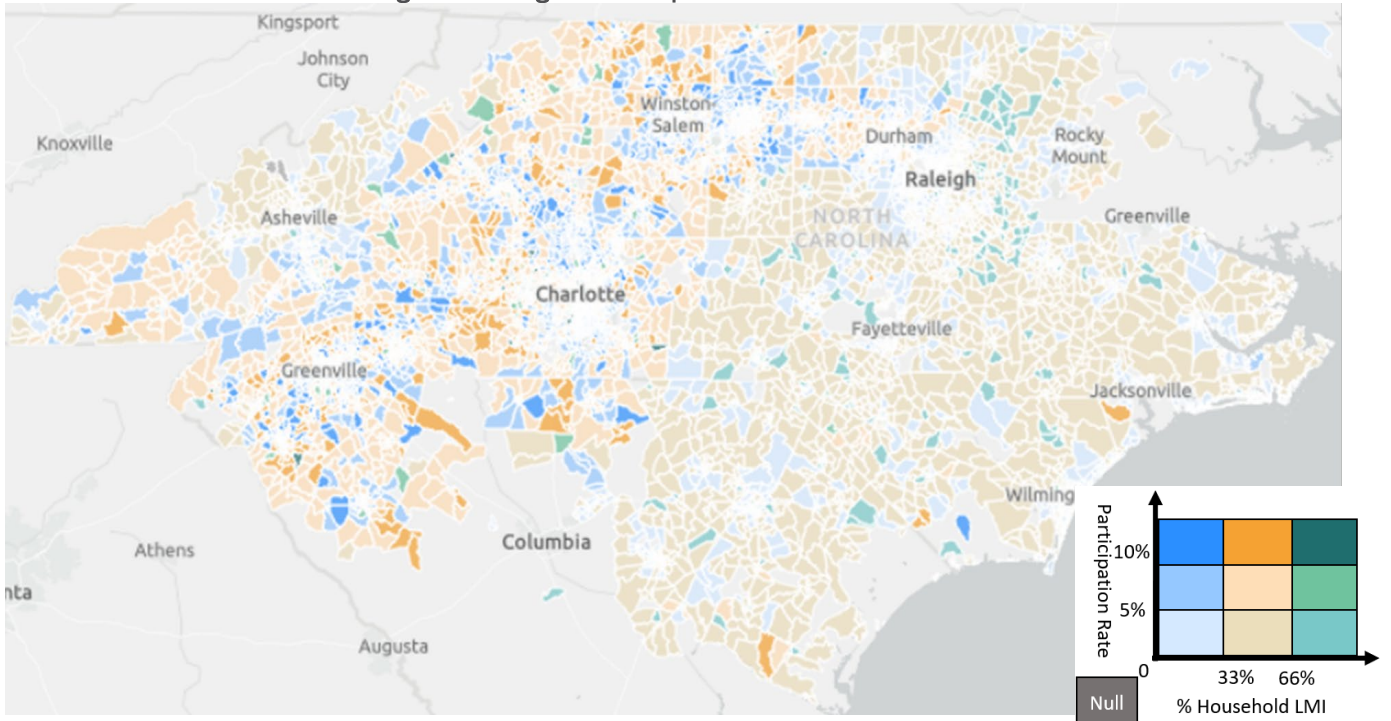 Kingsport
Johnson
City
Knoxville
Winston-
Salem
Durham
Rocky
Mount
Raleigh
Asheville
NORTH
CAROLINA
Greenville
Charlotte
Fayetteville
Greenville
Jacksonville
Wilming
Columbia
Athens
nta
Augusta
Participation Rate
10%
5%
0
33% 66%
% Household LMI
Null